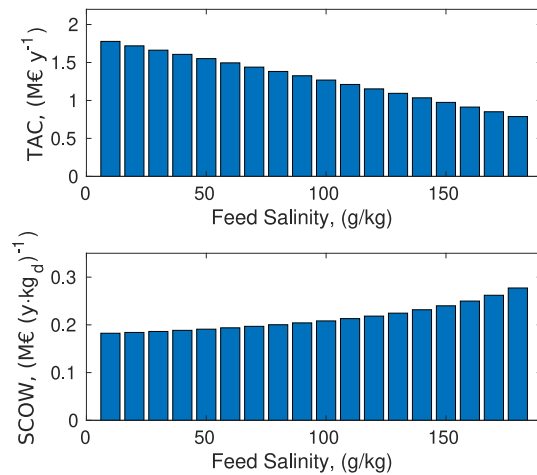 2
1.5
1
0.5
0
TAC, (M€ y⁻¹)
0 50 100 150
Feed Salinity, (g/kg)
0.3
0.2
0.1
0
SCOW, (M€ (y·kg_d)⁻¹
0 50 100 150
Feed Salinity, (g/kg)